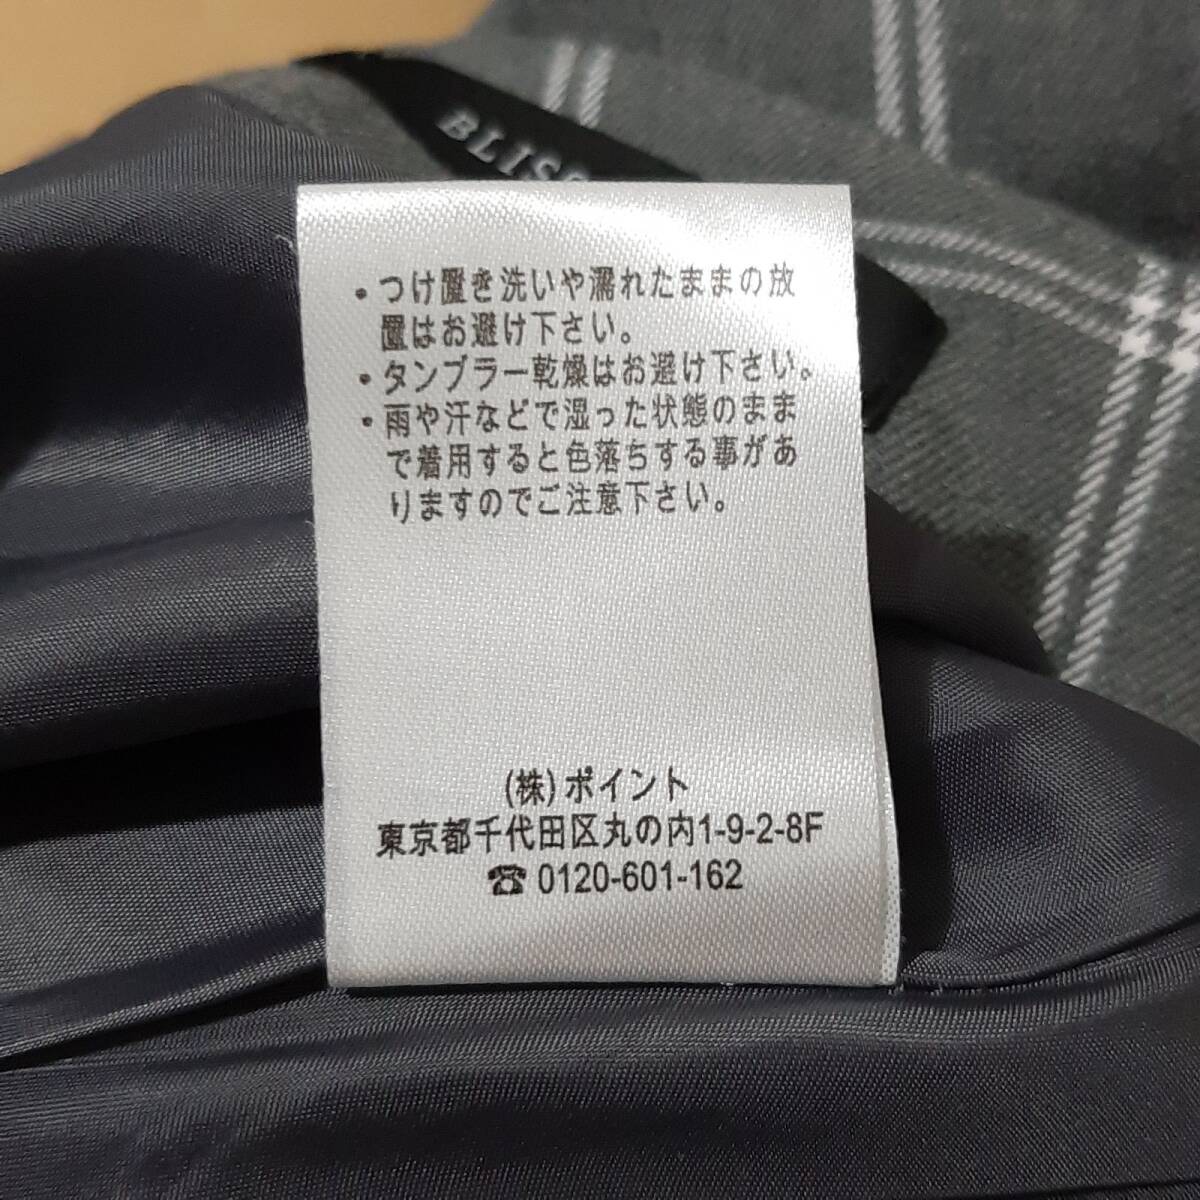 BLISS
・つけ置き洗いや濡れたままの放
置はお避け下さい。
・タンブラー乾燥はお避け下さい。
・雨や汗などで湿った状態のまま
で着用すると色落ちする事があ
りますのでご注意下さい。
(株)ポイント
東京都千代田区丸の内1-9-2-8F
☎ 0120-601-162